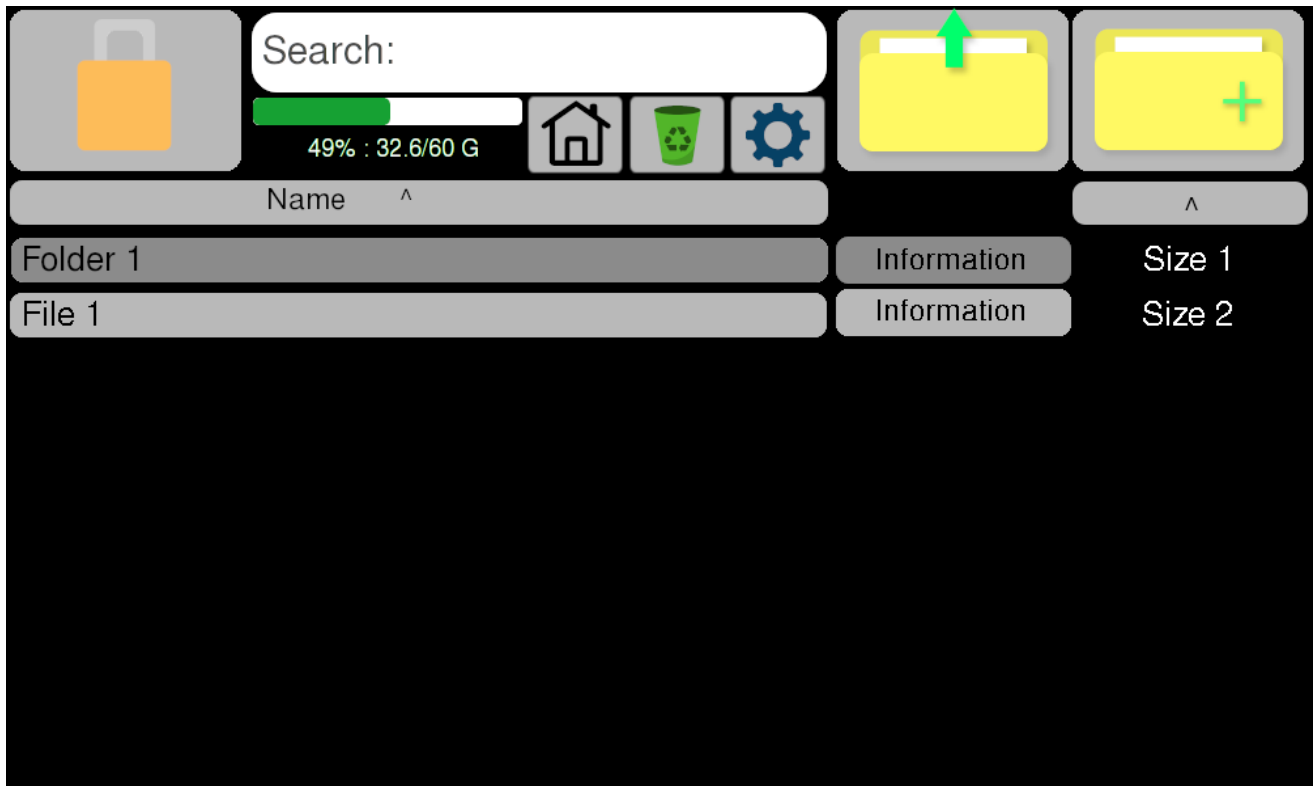 Search:
49% : 32.6/60 G
Name ^
^
Folder 1 Information Size 1
File 1 Information Size 2